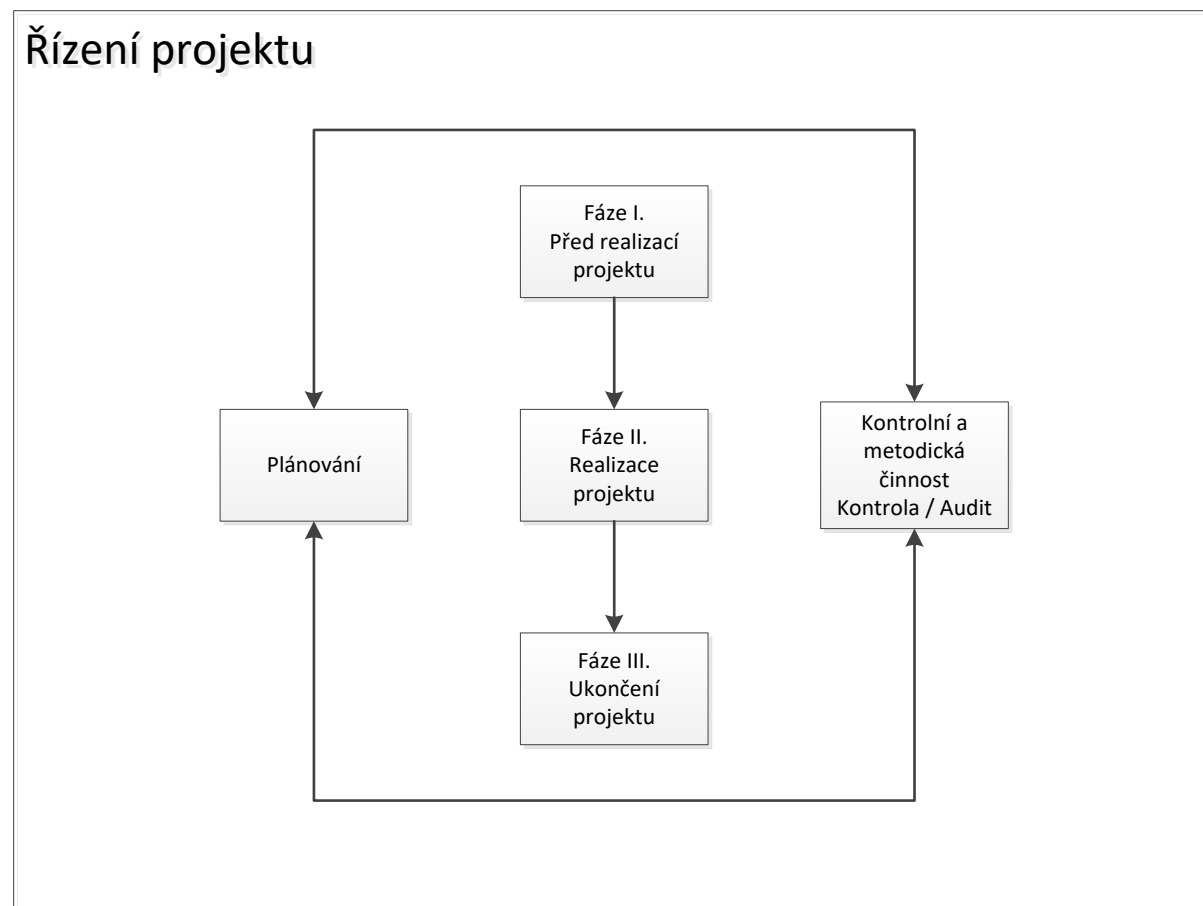 Řízení projektu
Fáze I.
Před realizací
projektu
Plánování
Fáze II.
Realizace
projektu
Kontrolní a
metodická
činnost
Kontrola / Audit
Fáze III.
Ukončení
projektu